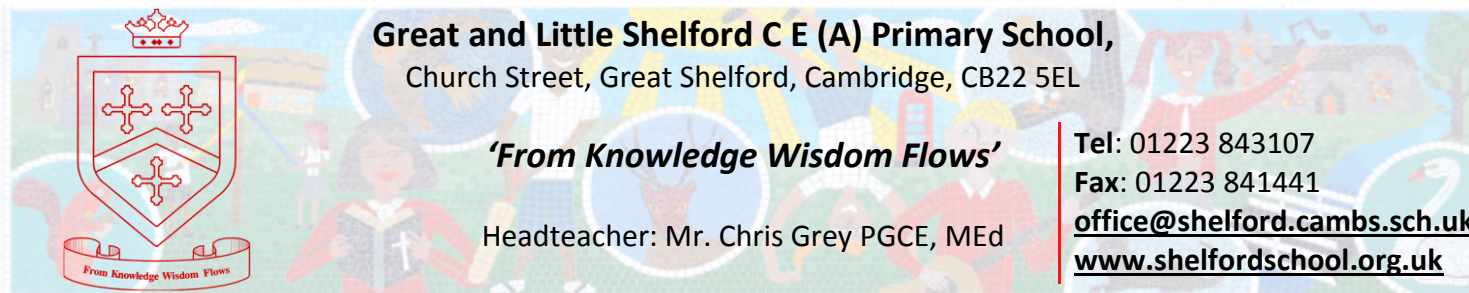 Great and Little Shelford C E (A) Primary School,
Church Street, Great Shelford, Cambridge, CB22 5EL
'From Knowledge Wisdom Flows'
Headteacher: Mr. Chris Grey PGCE, MEd
Tel: 01223 843107
Fax: 01223 841441
office@shelford.cambs.sch.uk
www.shelfordschool.org.uk
From Knowledge Wisdom Flows